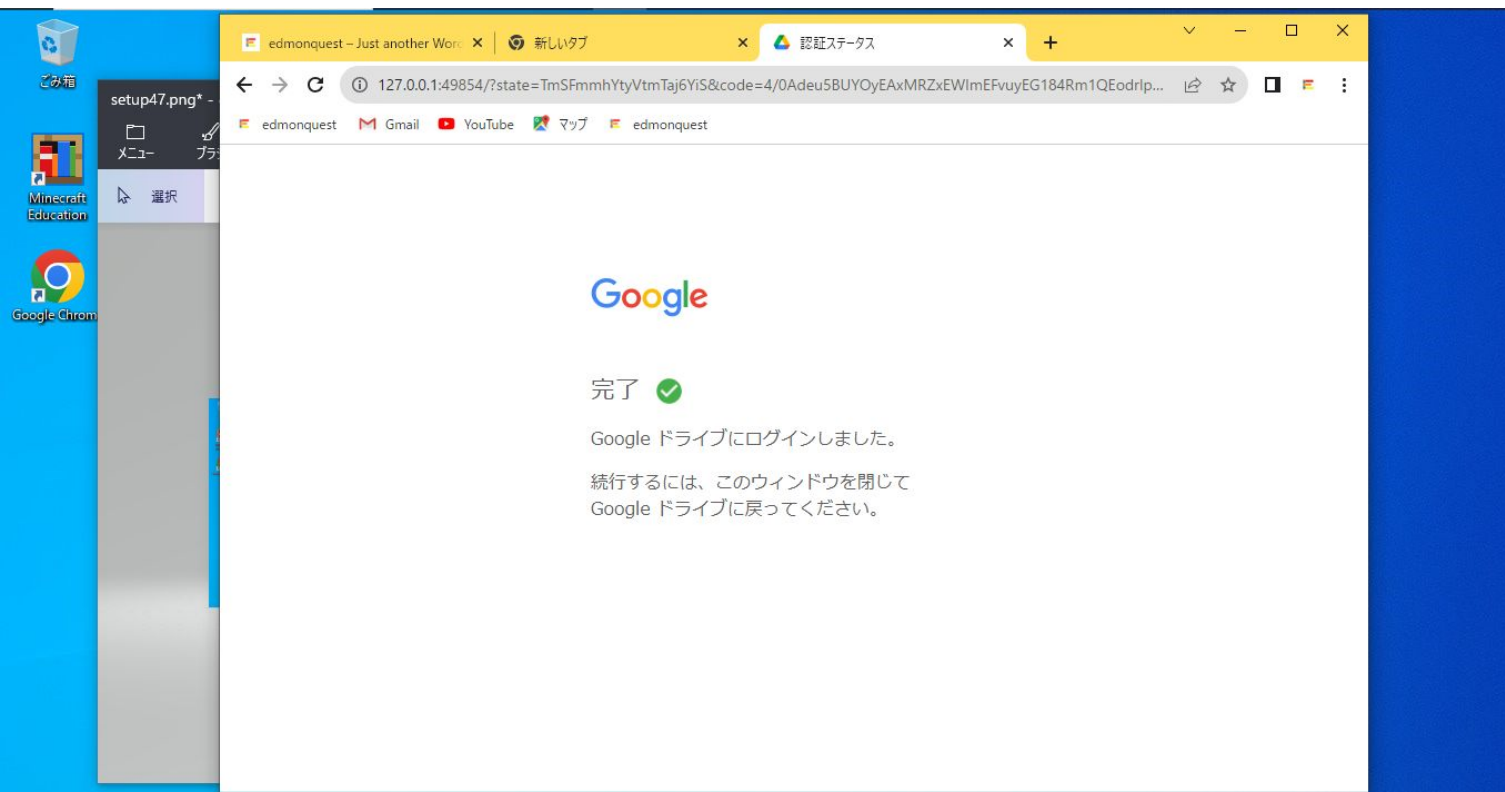 ごみ箱
Minecraft
Education
Google Chrom
setup47.png* -
メニュー
選択
edmonquest – Just another Wor
新しいタブ
認証ステータス
127.0.0.1:49854/?state=TmSFmmhYtyVtmTaj6YiS&code=4/0Adeu5BUYOyEAxMRZxEWImEFvuyEG184Rm1QEodrIp...
edmonquest
Gmail
YouTube
マップ
edmonquest
Google
完了
Google ドライブにログインしました。
続行するには、このウィンドウを閉じて
Google ドライブに戻ってください。